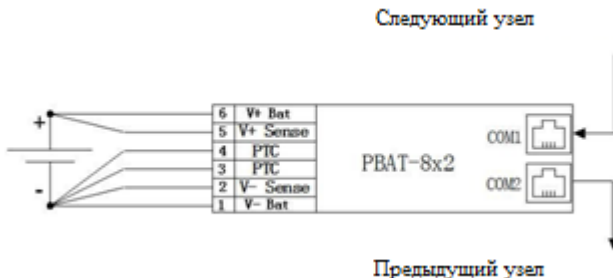 Следующий узел
+
6 V+ Bat
5 V+ Sense
4 PTC
3 PTC
2 V- Sense
1 V- Bat
-
PBAT-8x2
COM1
COM2
Предыдущий узел